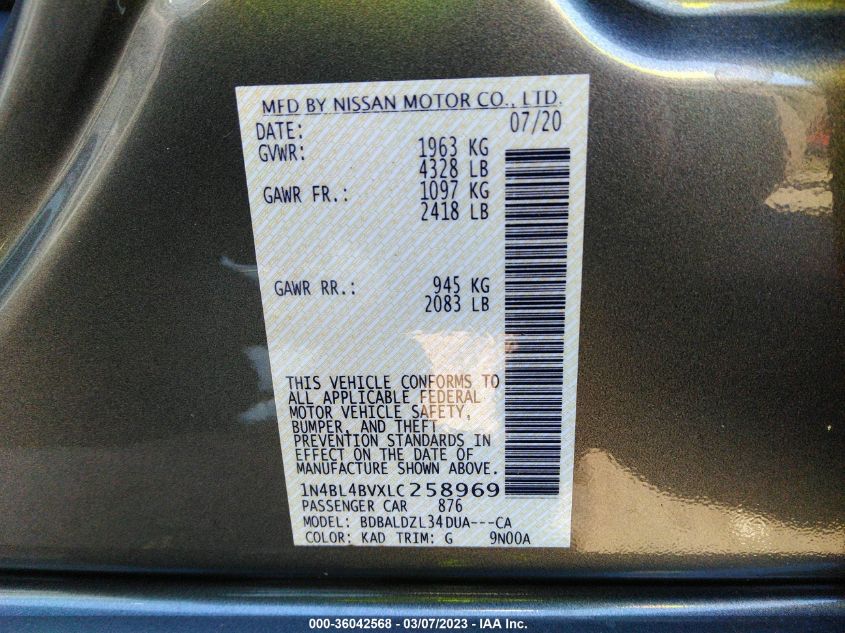 MFD BY NISSAN MOTOR CO., LTD.
DATE: 07/20
GVWR: 1963 KG
4328 LB
GAWR FR.: 1097 KG
2418 LB
GAWR RR.: 945 KG
2083 LB
THIS VEHICLE CONFORMS TO
ALL APPLICABLE FEDERAL
MOTOR VEHICLE SAFETY,
BUMPER, AND THEFT
PREVENTION STANDARDS IN
EFFECT ON THE DATE OF
MANUFACTURE SHOWN ABOVE.
1N4BL4BVXLC258969
PASSENGER CAR 876
MODEL: BDBALDZL34DUA---CA
COLOR: KAD TRIM: G 9N00A
000-36042568 - 03/07/2023 - IAA Inc.